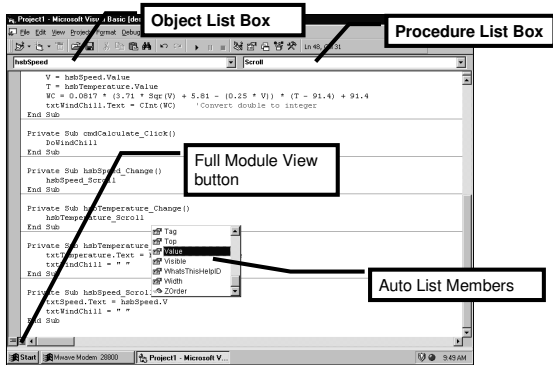 Project1 - Microsoft Visual Basic [de
Object List Box
Procedure List Box
File Edit View Project Format Debug
Ln 48,
31
hsbSpeed
Scroll
V = hsbSpeed.Value
T = hsbTemperature.Value
WC = 0.0817 * (3.71 * Sqr(V) + 5.81 - (0.25 * V)) * (T - 91.4) + 91.4
txtWindChill.Text = CInt(WC) 'Convert double to integer
End Sub
Private Sub cmdCalculate_Click()
DoWindChill
End Sub
Full Module View
button
Private Sub hsbSpeed_Change()
hsbSpeed_Scroll
End Sub
Private Sub hsbTemperature_Change()
hsbTemperature_Scroll
End Sub
Tag
Top
Private Sub hsbTemperature
Value
txtTemperature.Text =
Visible
txtWindChill = " "
WhatsThisHelpID
End Sub
Width
Auto List Members
Private Sub hsbSpeed_Scrol
ZOrder
txtSpeed.Text = hsbSpeed.V
txtWindChill = " "
End Sub
Start
Mwave Modem 28800
Project1 - Microsoft V...
9:49 AM